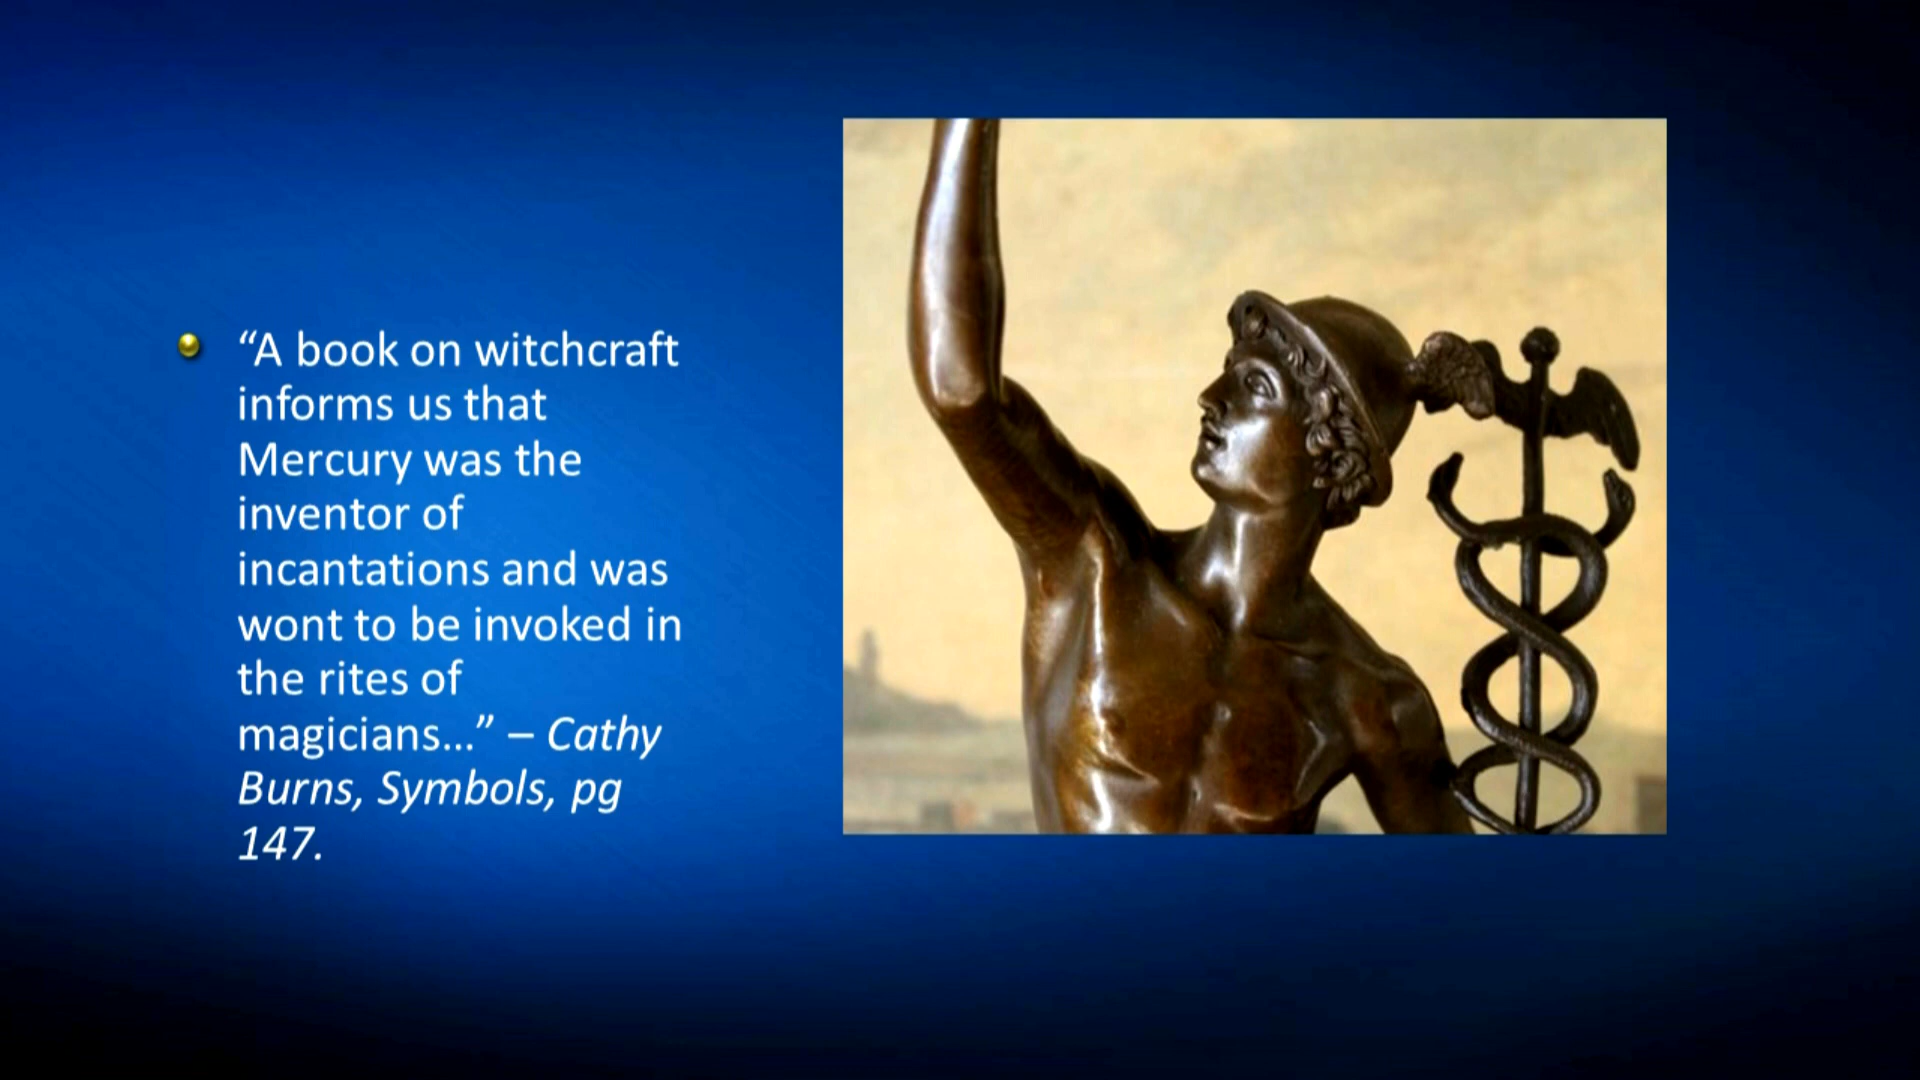 “A book on witchcraft
informs us that
Mercury was the
inventor of
incantations and was
wont to be invoked in
the rites of
magicians…” – Cathy
Burns, Symbols, pg
147.